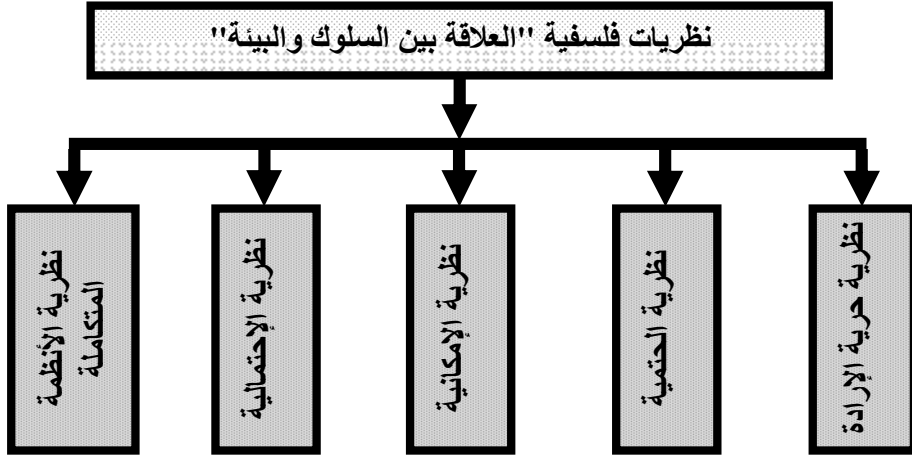 نظريات فلسفية "العلاقة بين السلوك والبيئة"
نظرية حرية الإرادة
نظرية الحتمية
نظرية الإمكانية
نظرية الإحتمالية
نظرية الأنظمة
المتكاملة